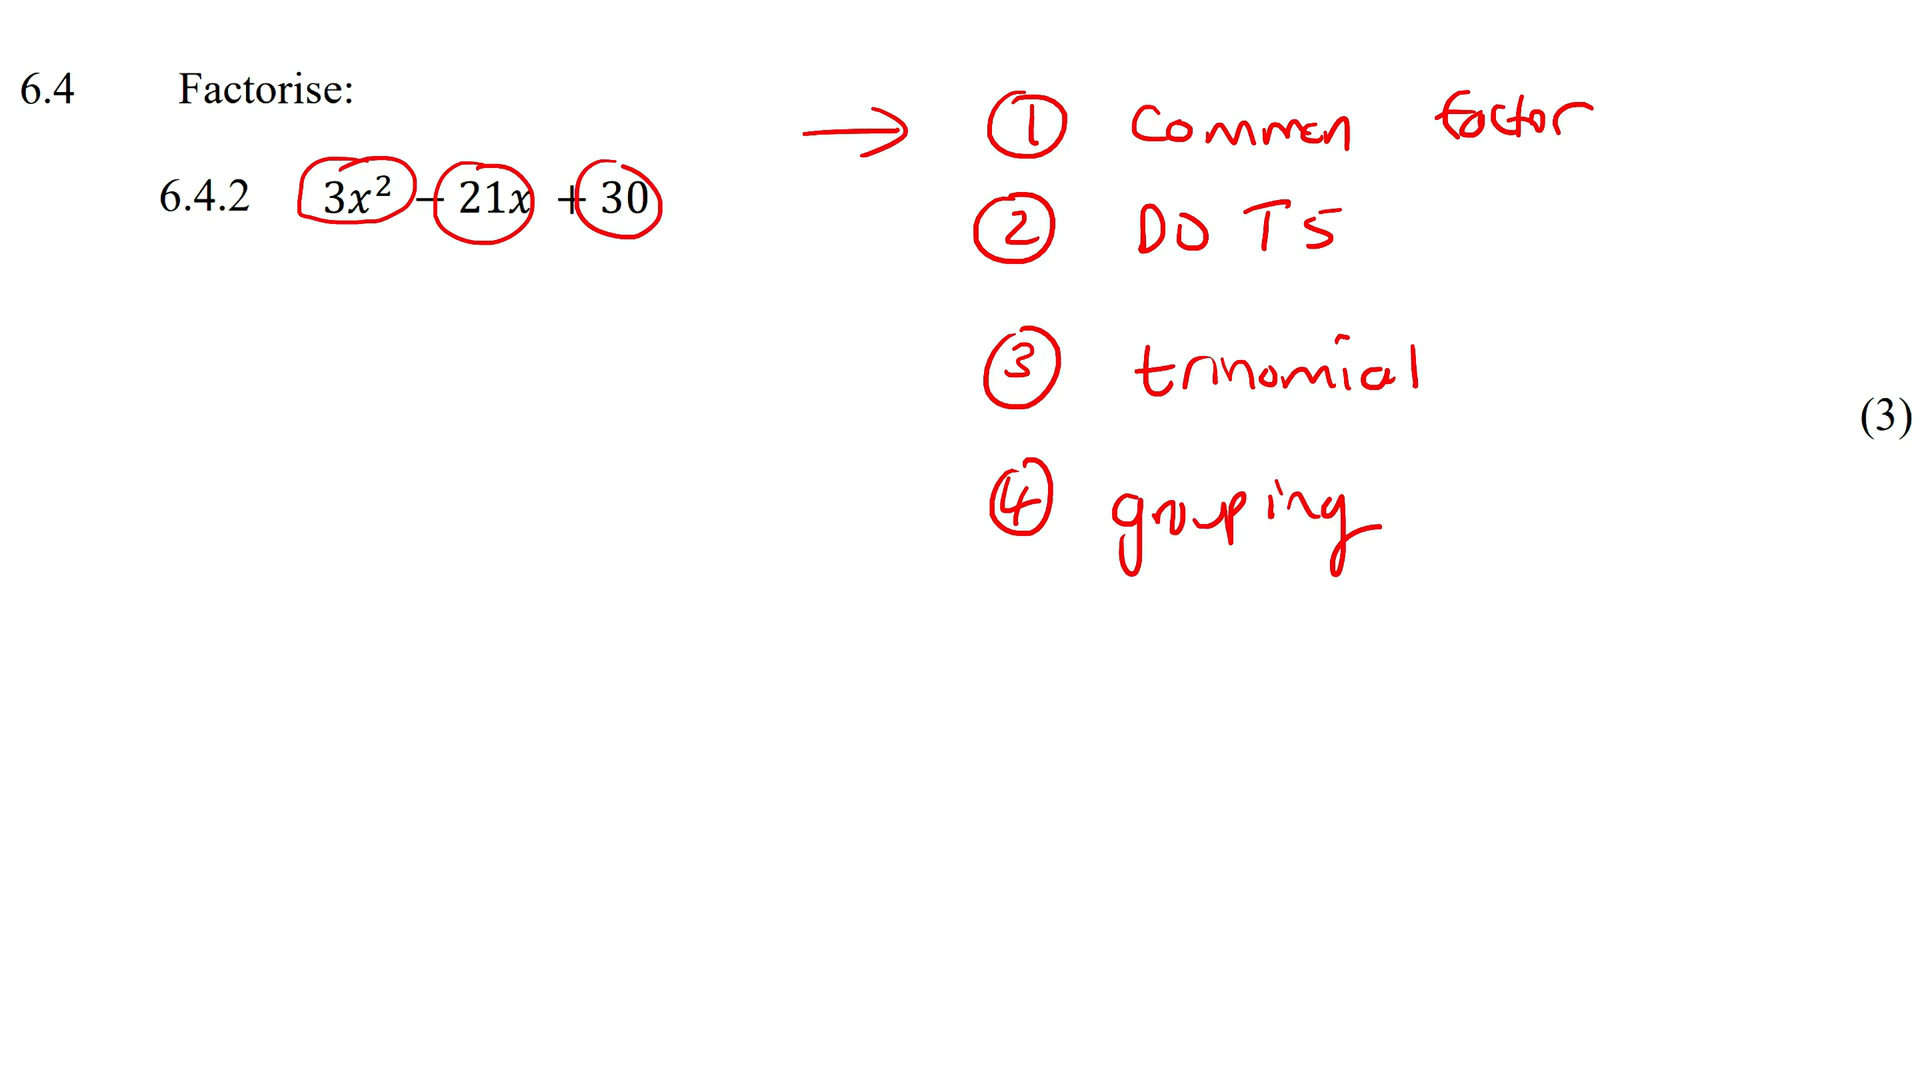 6.4 Factorise:
6.4.2 3x² − 21x + 30
→ ① common factor
② DOTS
③ trinomial
(3)
④ grouping